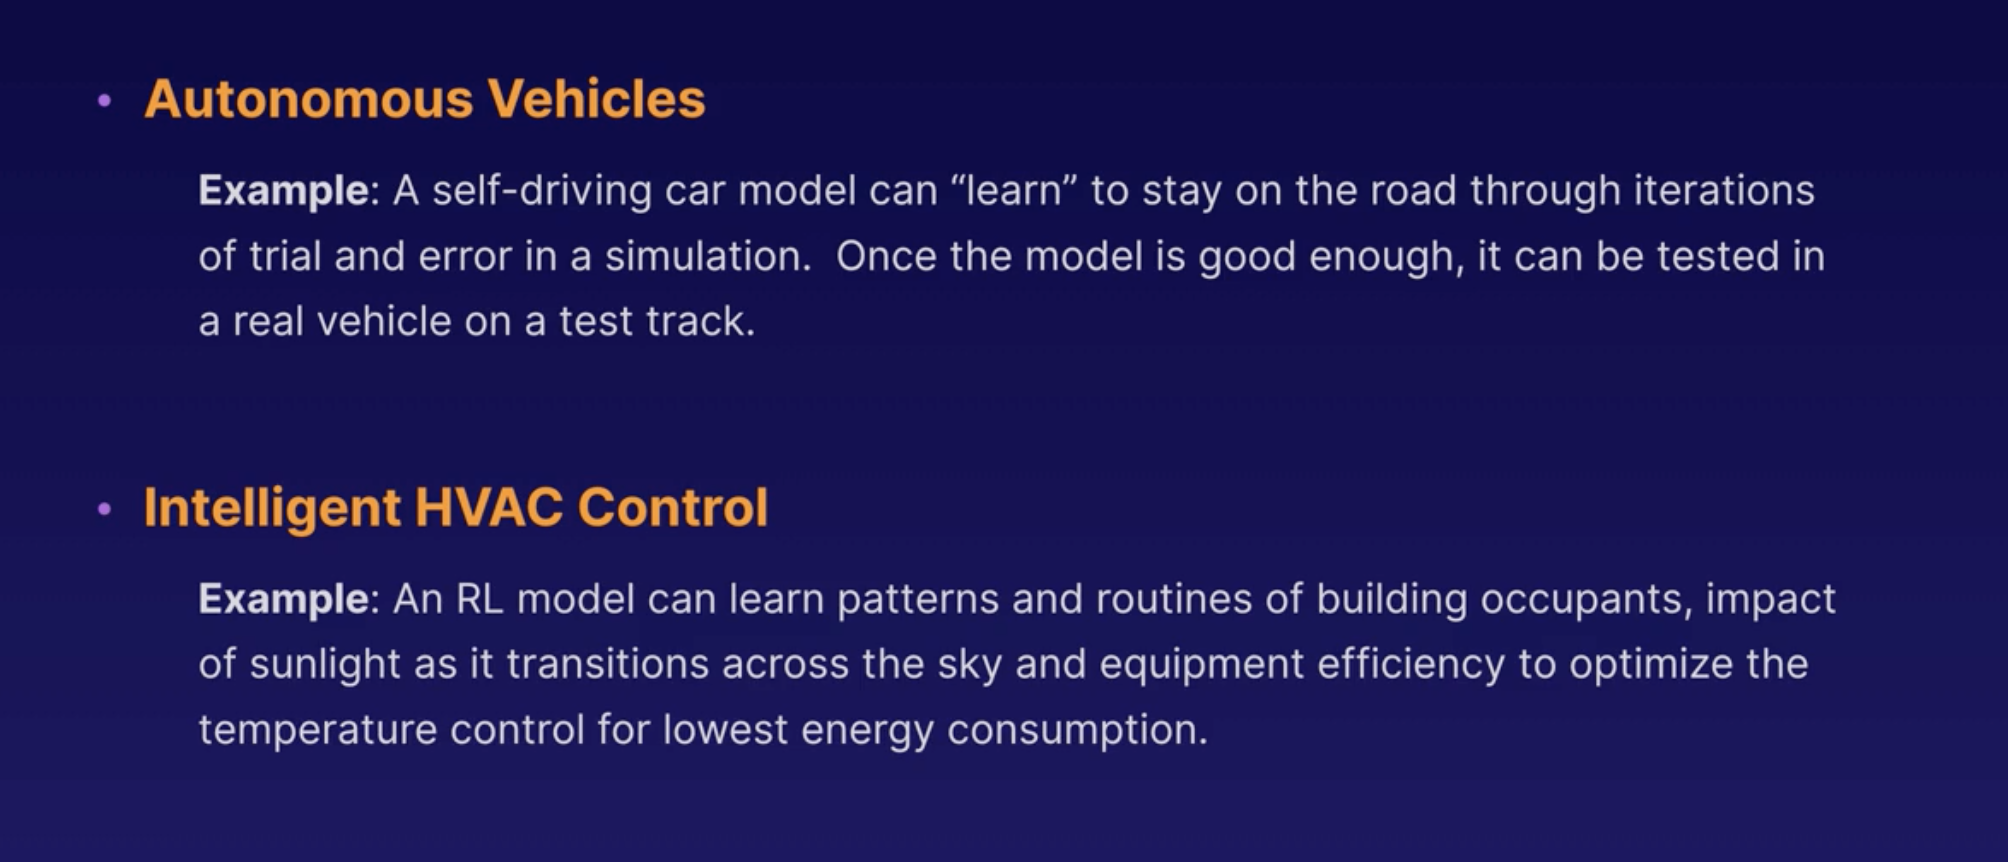 • Autonomous Vehicles
Example: A self-driving car model can “learn” to stay on the road through iterations
of trial and error in a simulation.  Once the model is good enough, it can be tested in
a real vehicle on a test track.
• Intelligent HVAC Control
Example: An RL model can learn patterns and routines of building occupants, impact
of sunlight as it transitions across the sky and equipment efficiency to optimize the
temperature control for lowest energy consumption.